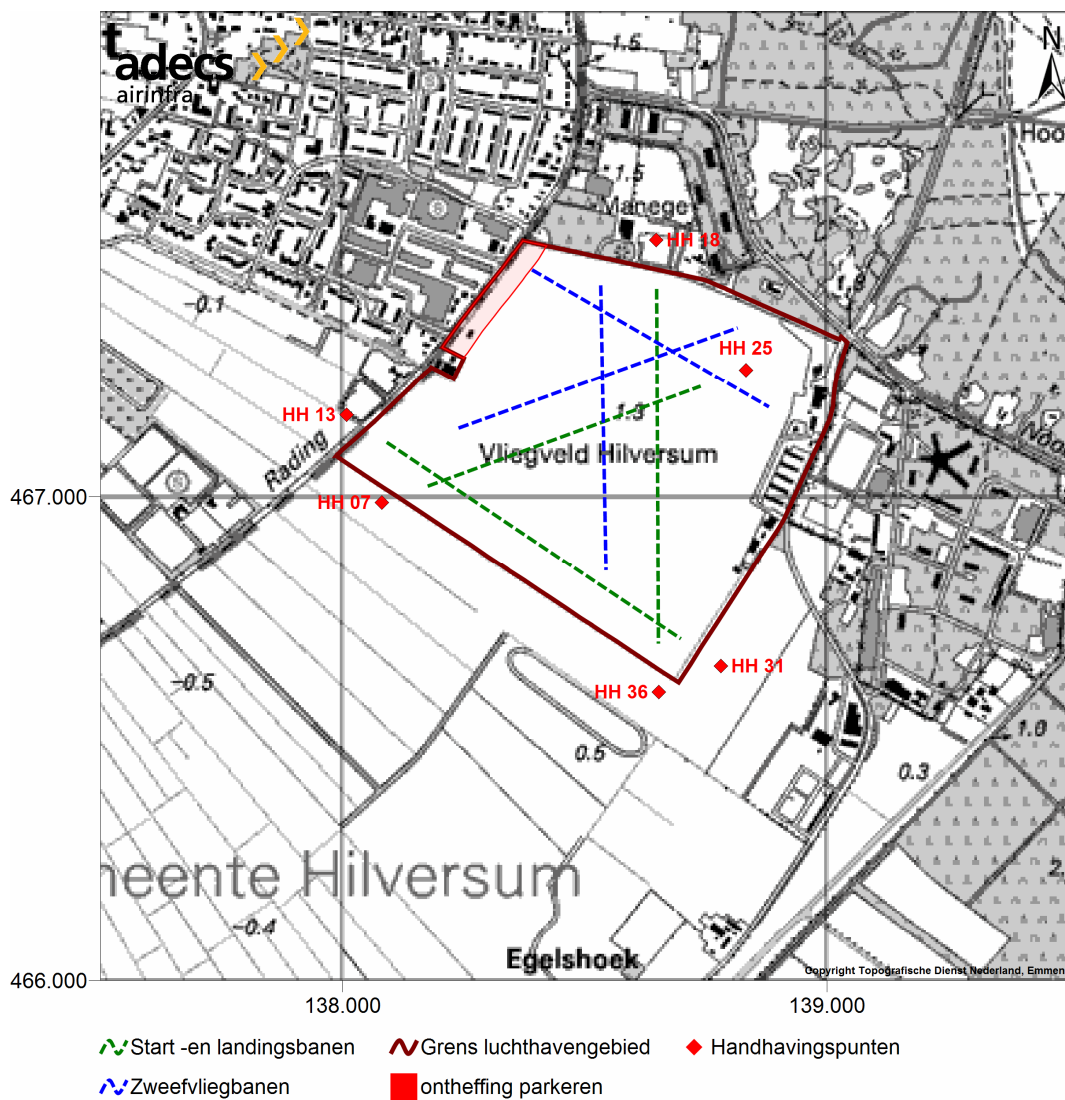 t
adecs
airinfra
N
1.5
Hoo
1.5
Manege
HH 18
1.8
-0.1
HH 25
HH 13
1.3
Rading
Vliegveld Hilversum
Noo
467.000
HH 07
-0.5
HH 31
HH 36
0.5
1.0
0.3
2.
neente Hilversum
-0.4
Egelshoek
Copyright Topografische Dienst Nederland, Emmen
466.000
138.000
139.000
Start -en landingsbanen
Grens luchthavengebied
Handhavingspunten
Zweefvliegbanen
ontheffing parkeren